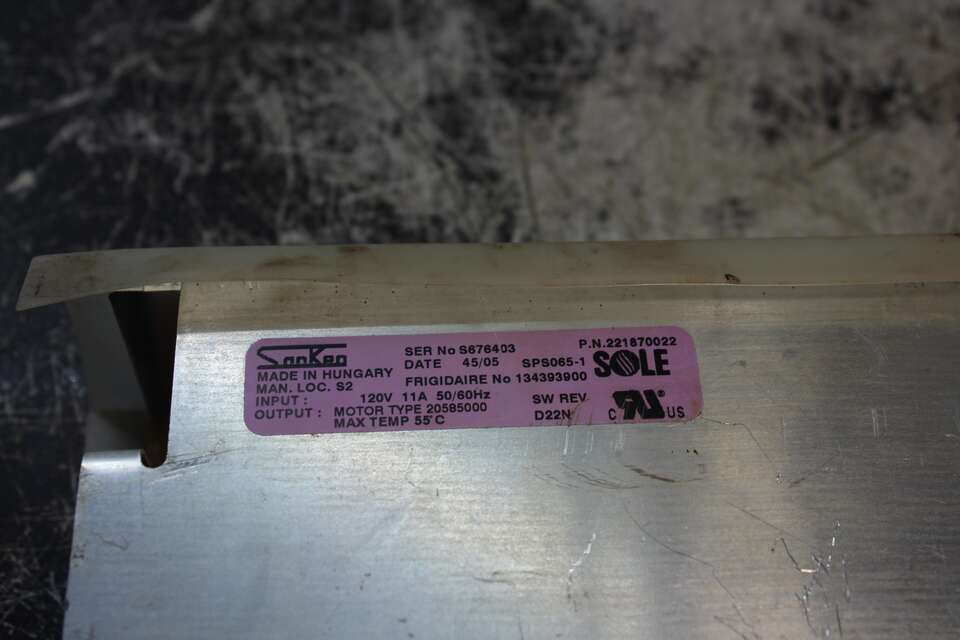 SanKen SER No S676403 P.N.221870022
MADE IN HUNGARY DATE 45/05 SPS065-1 SOLE
MAN. LOC. S2 FRIGIDAIRE No 134393900
INPUT : 120V 11A 50/60Hz SW REV
OUTPUT : MOTOR TYPE 20585000 D22N C RU US
MAX TEMP 55°C